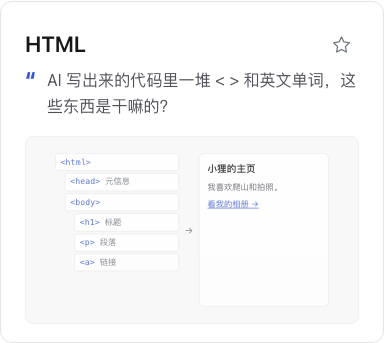 HTML
“ AI 写出来的代码里一堆 < > 和英文单词，这
些东西是干嘛的？
<html>
<head> 元信息
<body>
<h1> 标题
<p> 段落
<a> 链接
→
小狸的主页
我喜欢爬山和拍照。
看我的相册 →